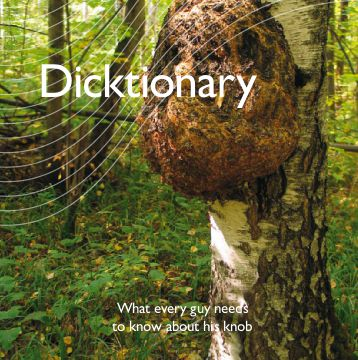 Dicktionary
What every guy needs
to know about his knob